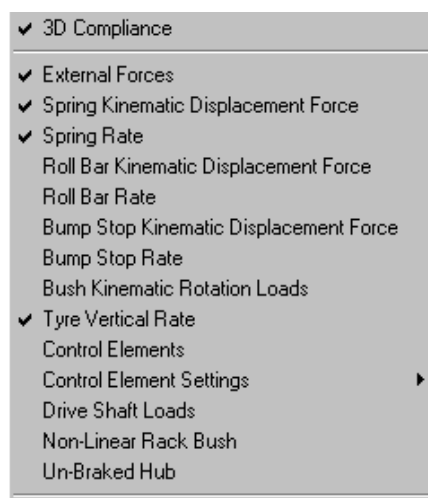 3D Compliance
External Forces
Spring Kinematic Displacement Force
Spring Rate
Roll Bar Kinematic Displacement Force
Roll Bar Rate
Bump Stop Kinematic Displacement Force
Bump Stop Rate
Bush Kinematic Rotation Loads
Tyre Vertical Rate
Control Elements
Control Element Settings
Drive Shaft Loads
Non-Linear Rack Bush
Un-Braked Hub